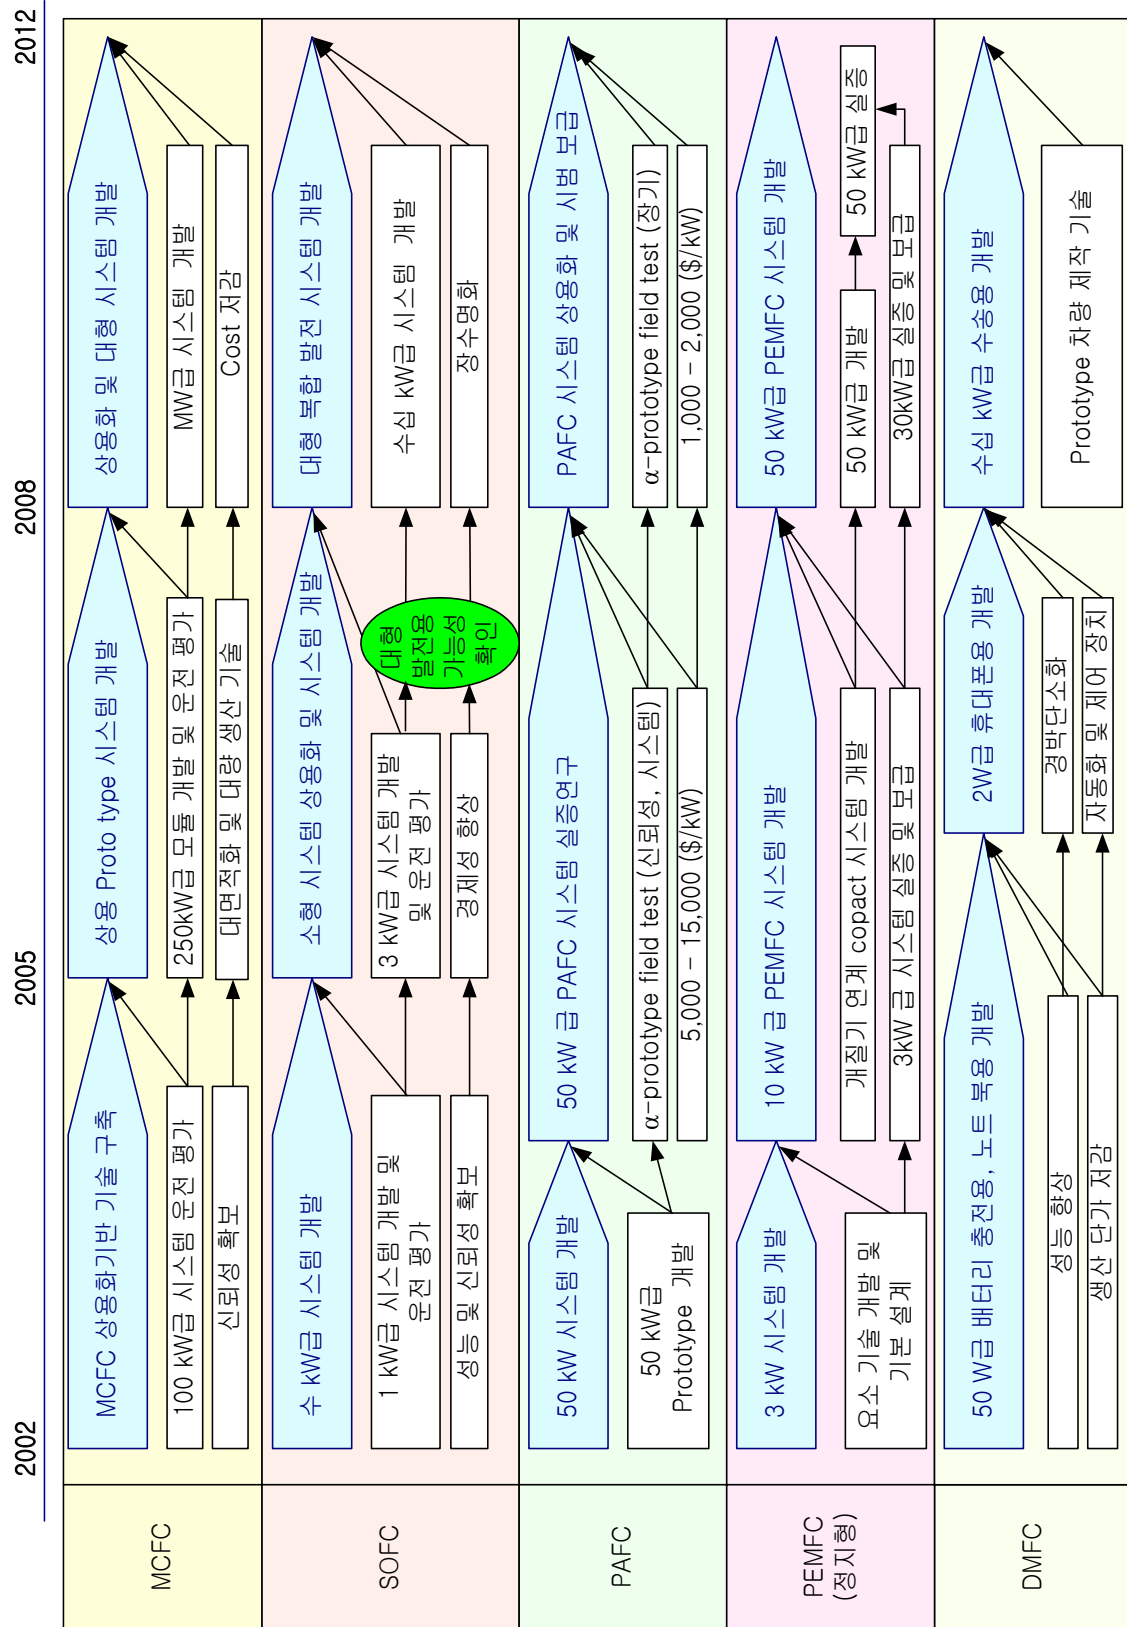 2002
2005
2008
2012
MCFC
MCFC 상용화기반 기술 구축
상용 Proto type 시스템 개발
상용화 및 대형 시스템 개발
100 kW급 시스템 운전 평가
250kW급 모듈 개발 및 운전 평가
MW급 시스템 개발
신뢰성 확보
대면적화 및 대량 생산 기술
Cost 저감
SOFC
수 kW급 시스템 개발
소형 시스템 상용화 및 시스템 개발
대형 복합 발전 시스템 개발
1 kW급 시스템 개발 및
운전 평가
3 kW급 시스템 개발
및 운전 평가
대형
발전용
가능성
확인
수십 kW급 시스템 개발
성능 및 신뢰성 확보
경제성 향상
장수명화
PAFC
50 kW 시스템 개발
50 kW 급 PAFC 시스템 실증연구
PAFC 시스템 상용화 및 시범 보급
50 kW급
Prototype 개발
α-prototype field test (신뢰성, 시스템)
α-prototype field test (장기)
5,000 - 15,000 ($/kW)
1,000 - 2,000 ($/kW)
PEMFC
(정지형)
3 kW 시스템 개발
10 kW 급 PEMFC 시스템 개발
50 kW급 PEMFC 시스템 개발
요소 기술 개발 및
기본 설계
개질기 연계 copact 시스템 개발
50 kW급 개발
50 kW급 실증
3kW 급 시스템 실증 및 보급
30kW급 실증 및 보급
DMFC
50 W급 배터리 충전용, 노트 북용 개발
2W급 휴대폰용 개발
수십 kW급 수송용 개발
성능 향상
경박단소화
Prototype 차량 제작 기술
생산 단가 저감
자동화 및 제어 장치